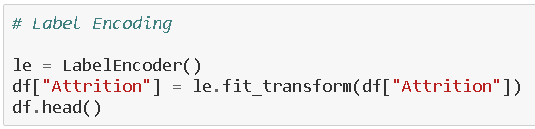 # Label Encoding
le = LabelEncoder()
df["Attrition"] = le.fit_transform(df["Attrition"])
df.head()